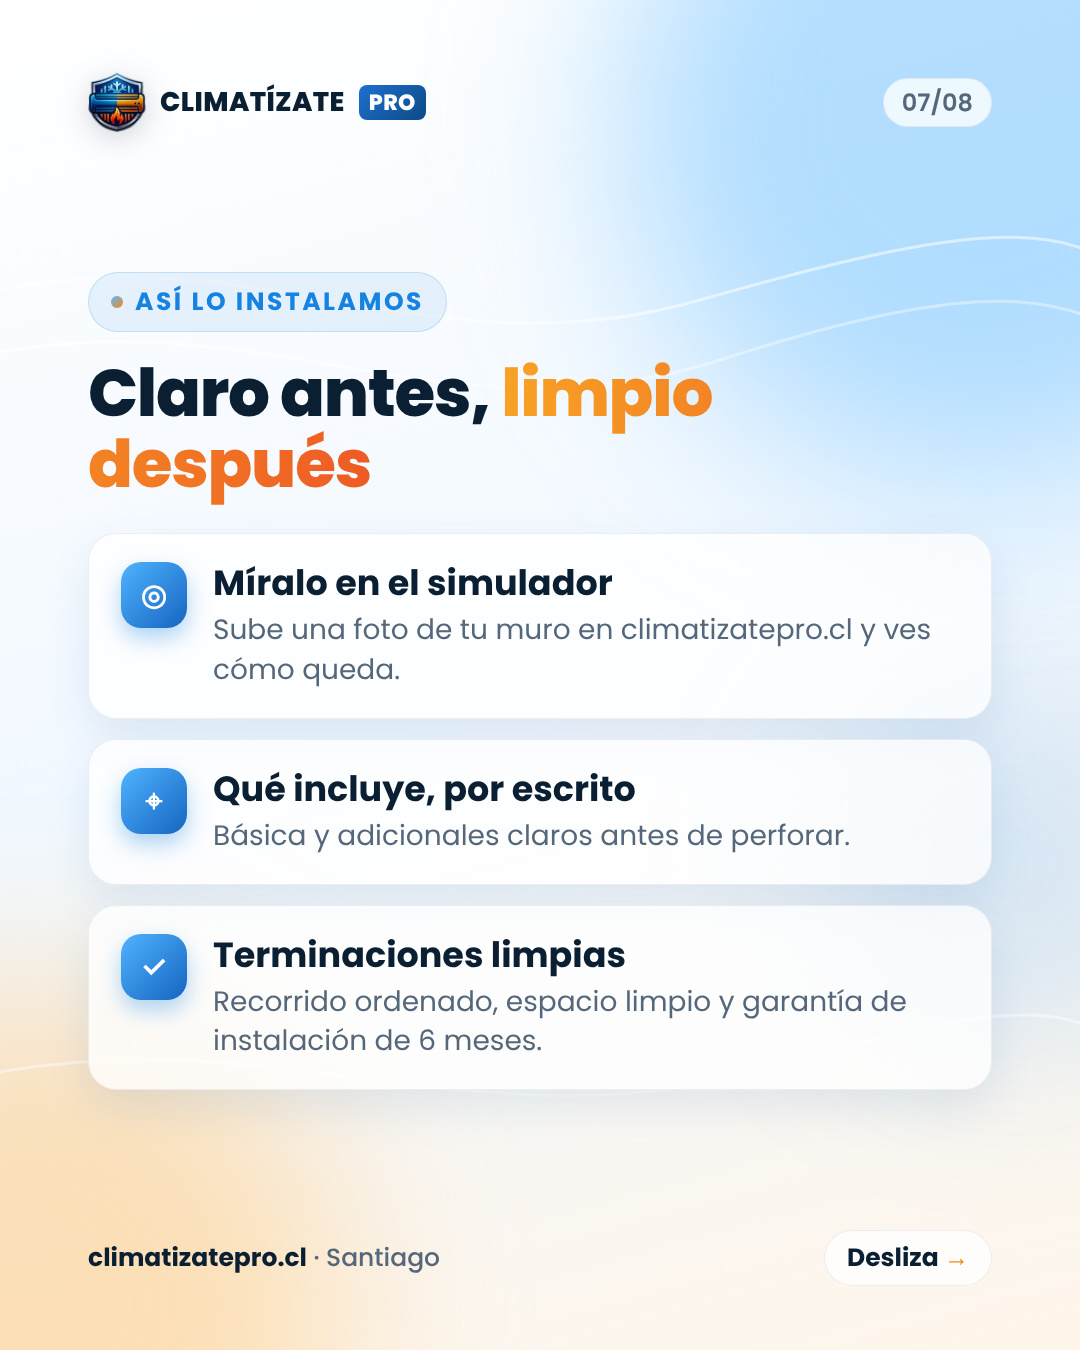 CLIMATÍZATE PRO
07/08
ASÍ LO INSTALAMOS
Claro antes, limpio
después
Míralo en el simulador
Sube una foto de tu muro en climatizatepro.cl y ves
cómo queda.
Qué incluye, por escrito
Básica y adicionales claros antes de perforar.
Terminaciones limpias
Recorrido ordenado, espacio limpio y garantía de
instalación de 6 meses.
climatizatepro.cl · Santiago
Desliza →